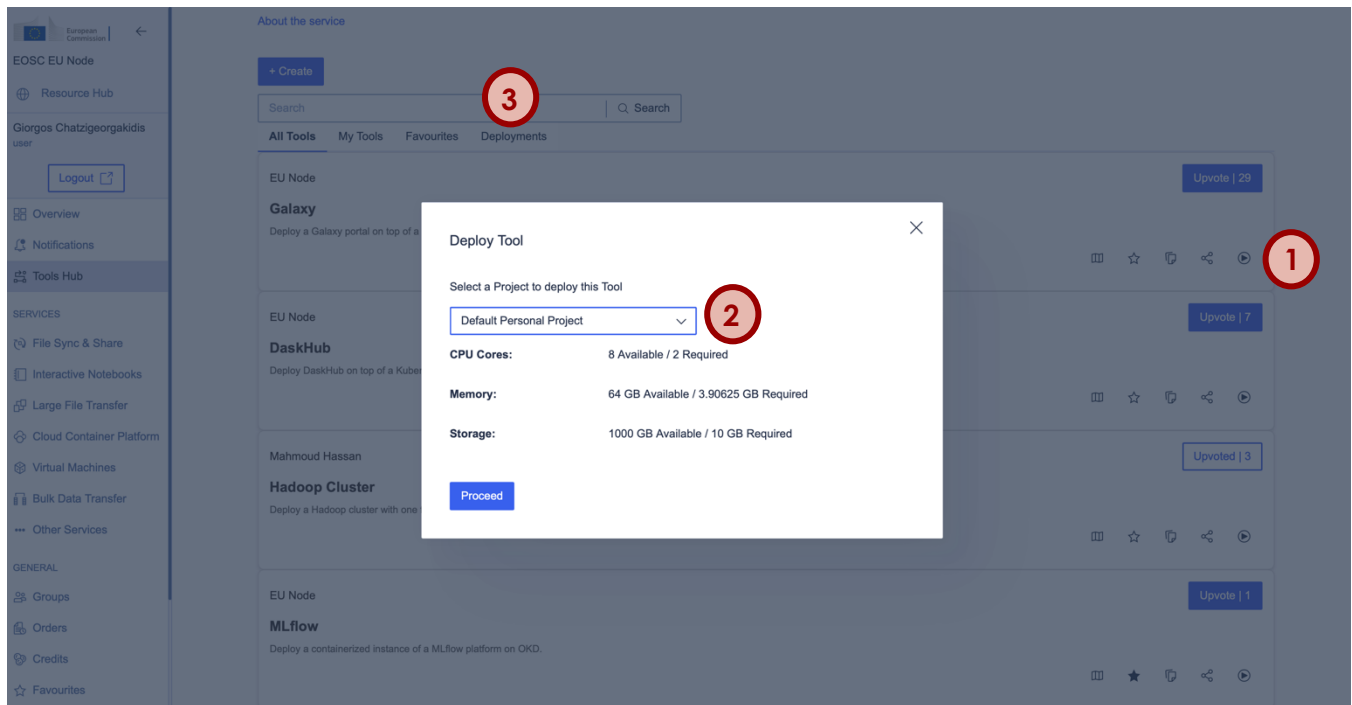 European
Commission
EOSC EU Node
Resource Hub
Giorgos Chatzigeorgakidis
user
Logout
Overview
Notifications
Tools Hub
SERVICES
File Sync & Share
Interactive Notebooks
Large File Transfer
Cloud Container Platform
Virtual Machines
Bulk Data Transfer
Other Services
GENERAL
Groups
Orders
Credits
Favourites
About the service
+ Create
Search
Search
3
All Tools My Tools Favourites Deployments
EU Node
Upvote | 29
Galaxy
Deploy a Galaxy portal on top of a
1
EU Node
Upvote | 7
DaskHub
Deploy DaskHub on top of a Kuber
Mahmoud Hassan
Upvoted | 3
Hadoop Cluster
Deploy a Hadoop cluster with one
EU Node
Upvote | 1
MLflow
Deploy a containerized instance of a MLflow platform on OKD.
Deploy Tool
Select a Project to deploy this Tool
Default Personal Project
2
CPU Cores: 8 Available / 2 Required
Memory: 64 GB Available / 3.90625 GB Required
Storage: 1000 GB Available / 10 GB Required
Proceed